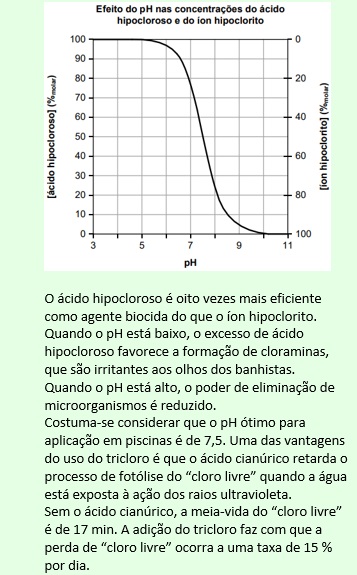 Efeito do pH nas concentrações do ácido
hipocloroso e do íon hipoclorito
[ácido hipocloroso] (%molar)
100
90
80
70
60
50
40
30
20
10
0
0
20
40
60
80
100
[íon hipoclorito] (%molar)
3 5 7 9 11
pH
O ácido hipocloroso é oito vezes mais eficiente
como agente biocida do que o íon hipoclorito.
Quando o pH está baixo, o excesso de ácido
hipocloroso favorece a formação de cloraminas,
que são irritantes aos olhos dos banhistas.
Quando o pH está alto, o poder de eliminação de
microorganismos é reduzido.
Costuma-se considerar que o pH ótimo para
aplicação em piscinas é de 7,5. Uma das vantagens
do uso do tricloro é que o ácido cianúrico retarda o
processo de fotólise do “cloro livre” quando a água
está exposta à ação dos raios ultravioleta.
Sem o ácido cianúrico, a meia-vida do “cloro livre”
é de 17 min. A adição do tricloro faz com que a
perda de “cloro livre” ocorra a uma taxa de 15 %
por dia.